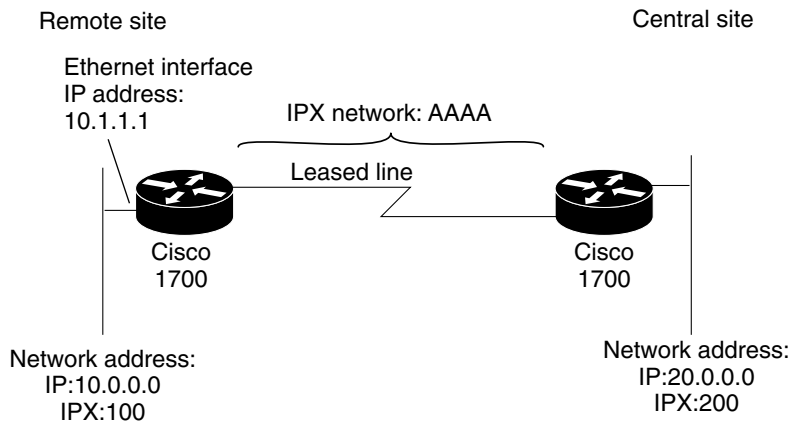 Remote site
Central site
Ethernet interface
IP address:
10.1.1.1
IPX network: AAAA
Leased line
Cisco
1700
Cisco
1700
Network address:
IP:10.0.0.0
IPX:100
Network address:
IP:20.0.0.0
IPX:200